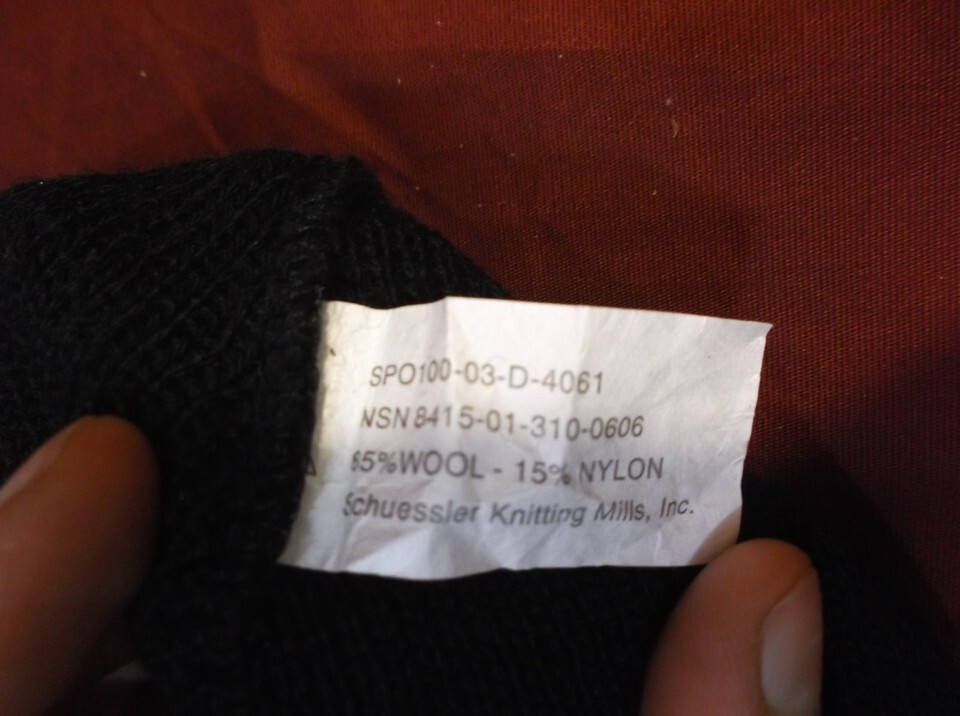 SPO100-03-D-4061
NSN 8415-01-310-0606
85%WOOL - 15% NYLON
Schuessler Knitting Mills, Inc.